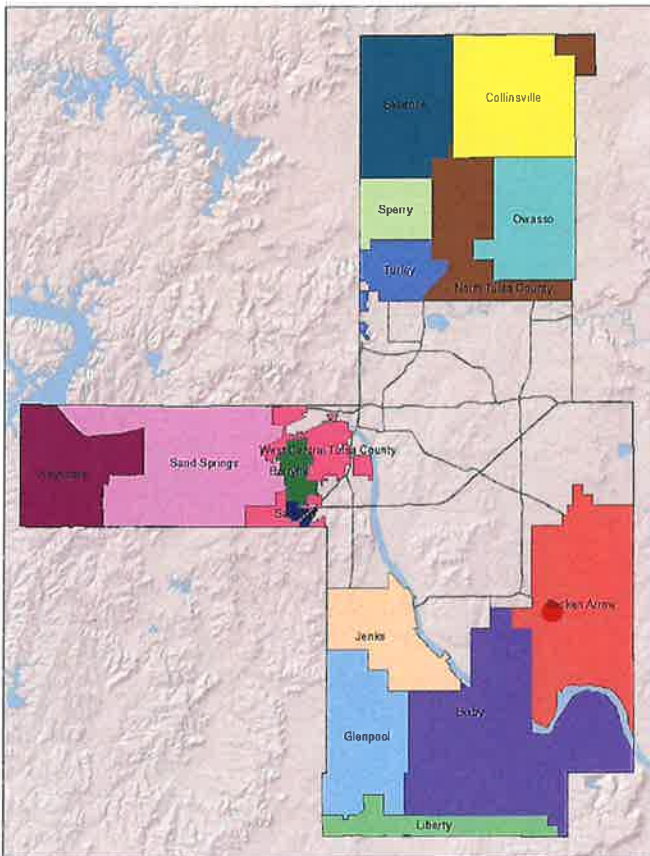 Skiatook
Collinsville
Sperry
Owasso
Turley
North Tulsa County
West Central Tulsa County
Sand Springs
Keystone
Berryhill
Broken Arrow
Jenks
Bixby
Glenpool
Liberty